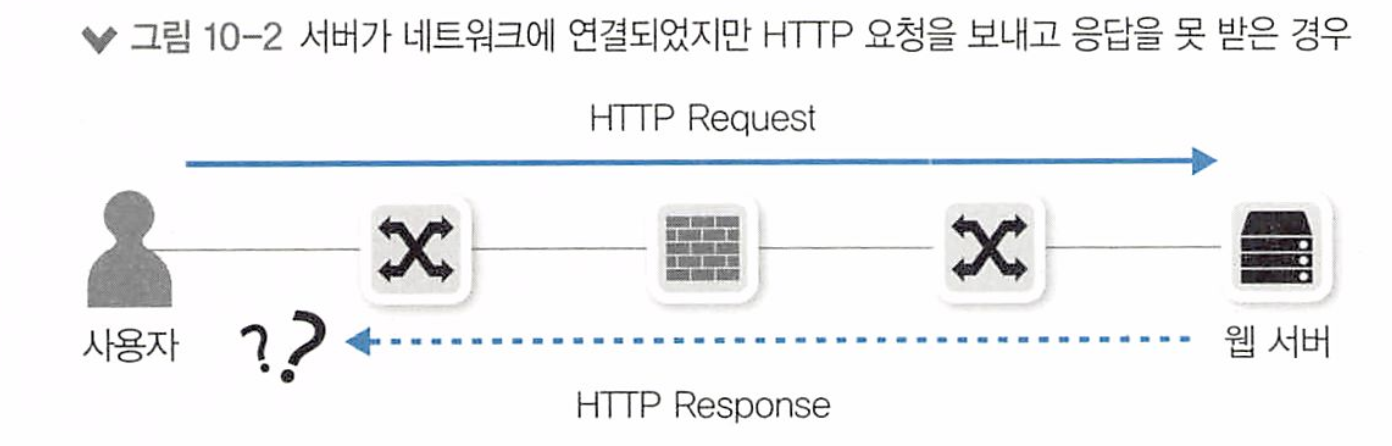 그림 10-2 서버가 네트워크에 연결되었지만 HTTP 요청을 보내고 응답을 못 받은 경우
HTTP Request
사용자
??
웹 서버
HTTP Response